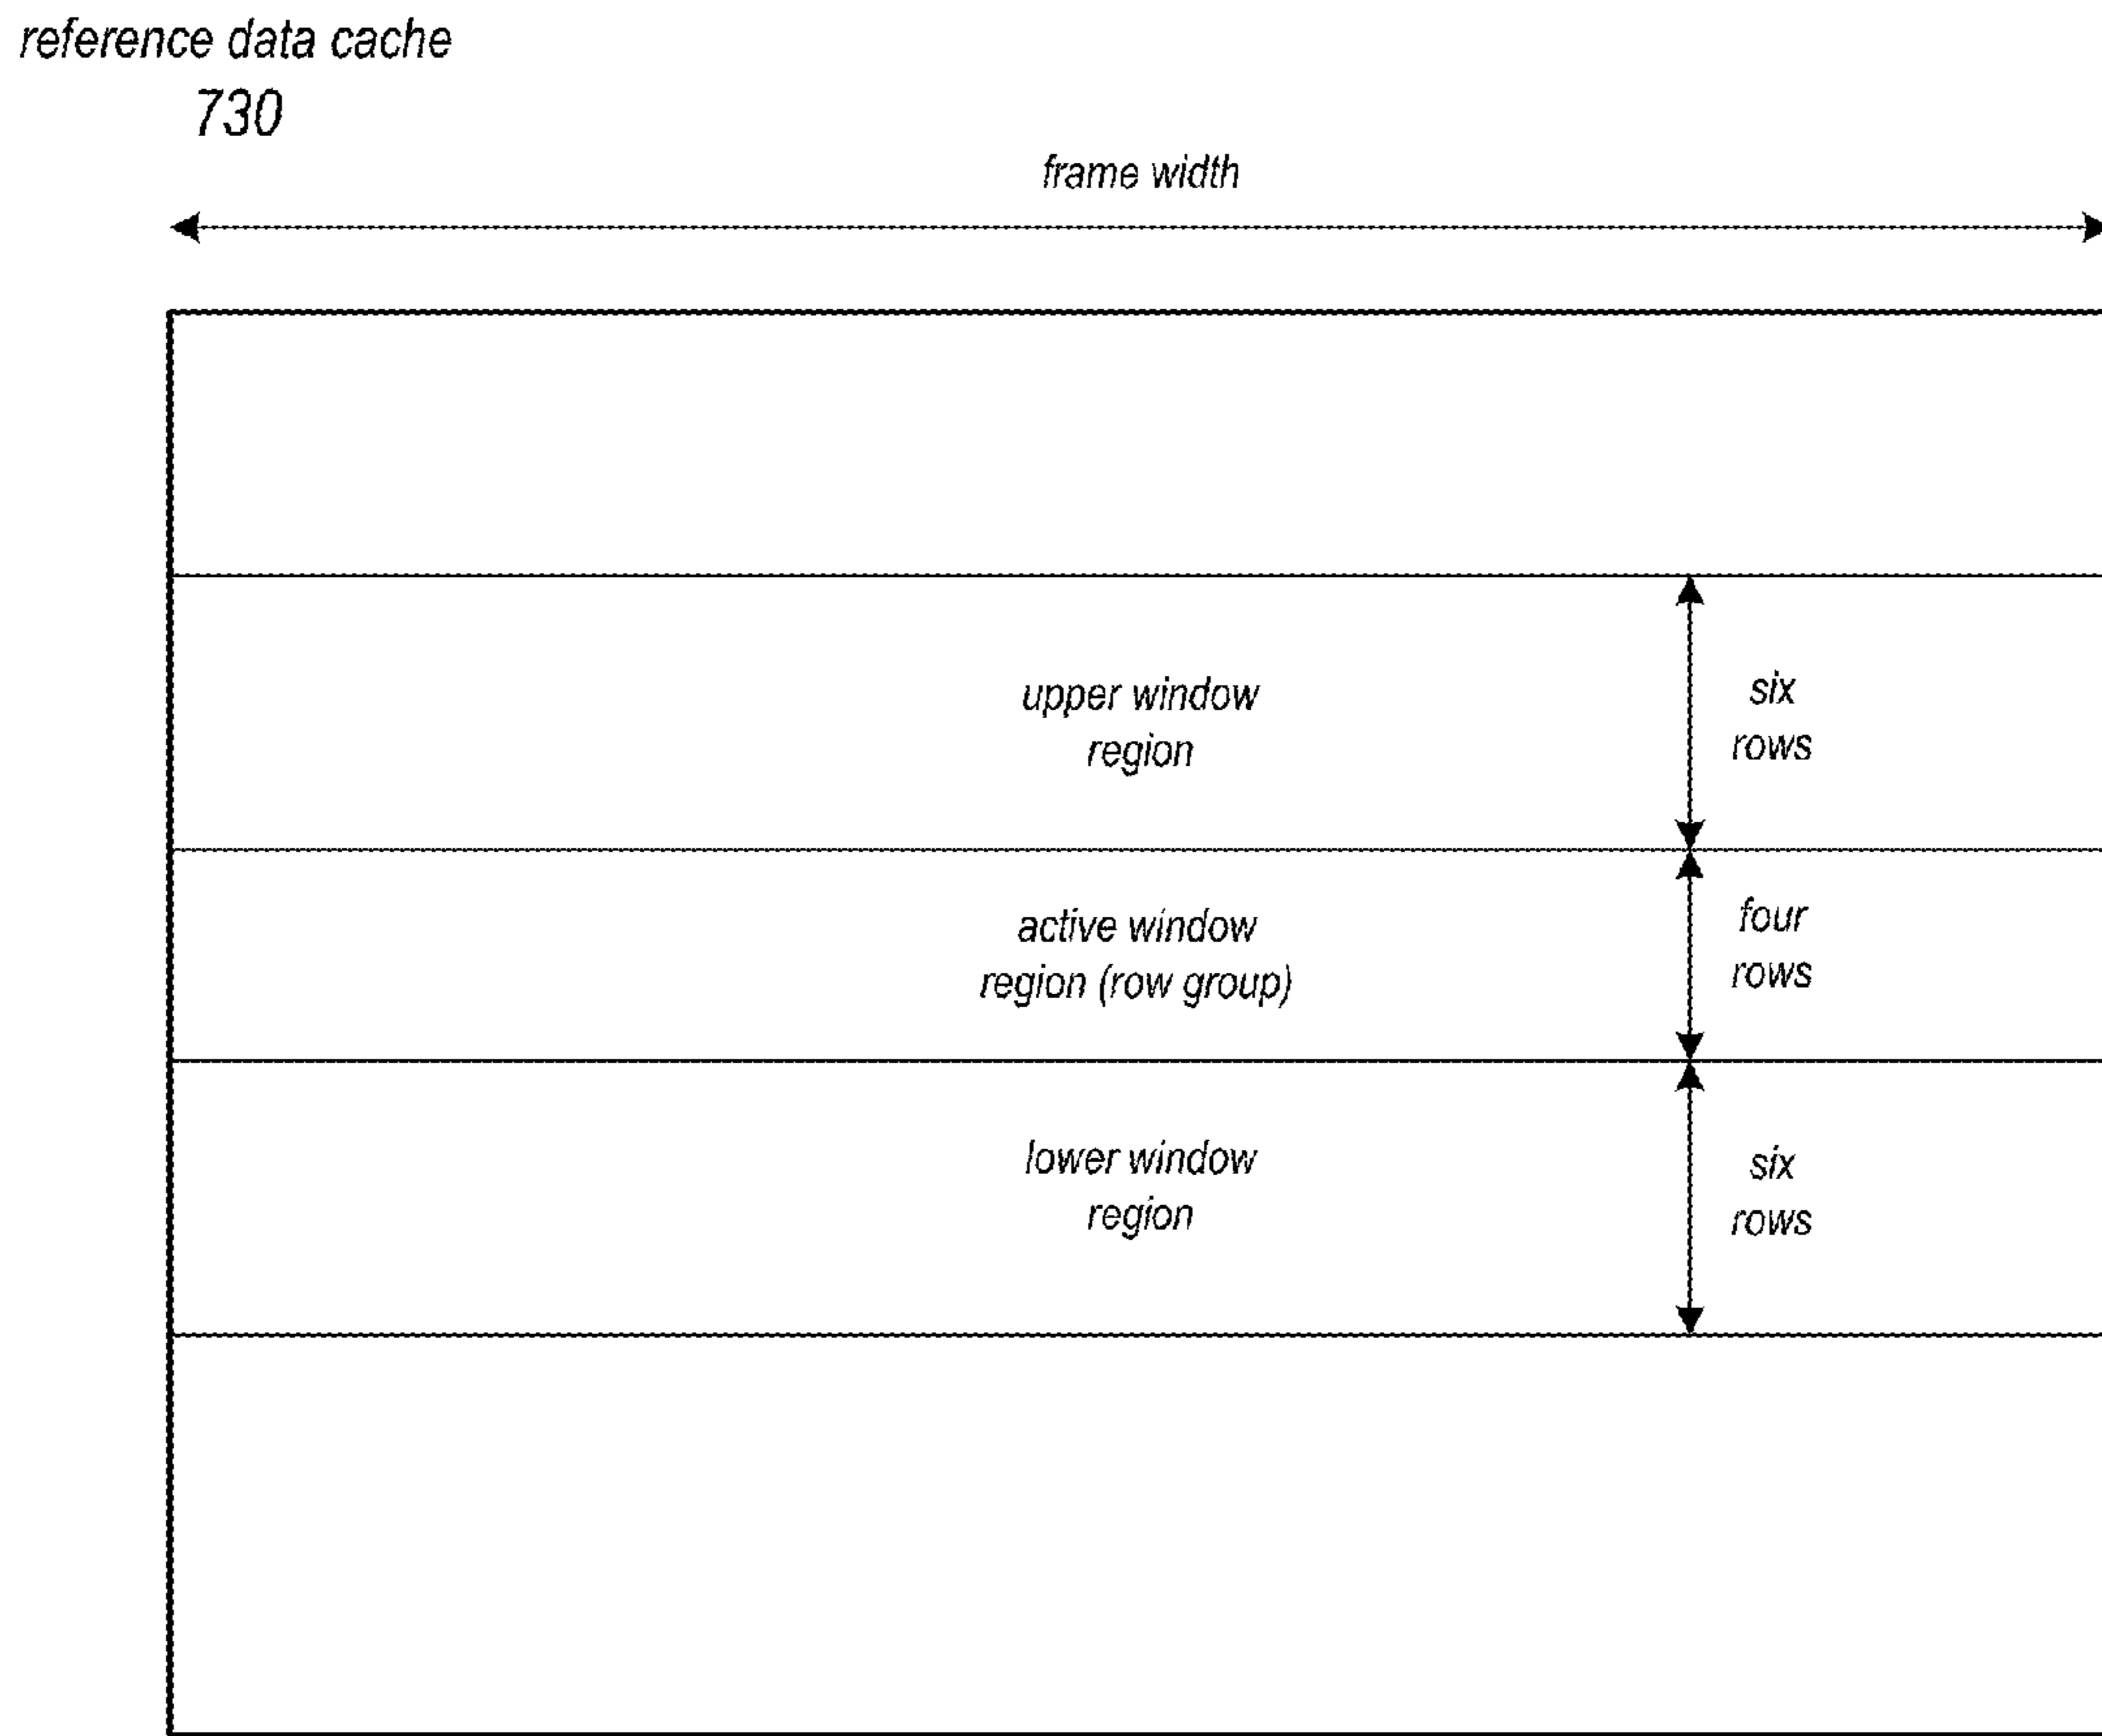 reference data cache
730
frame width
upper window
region
six
rows
active window
region (row group)
four
rows
lower window
region
six
rows